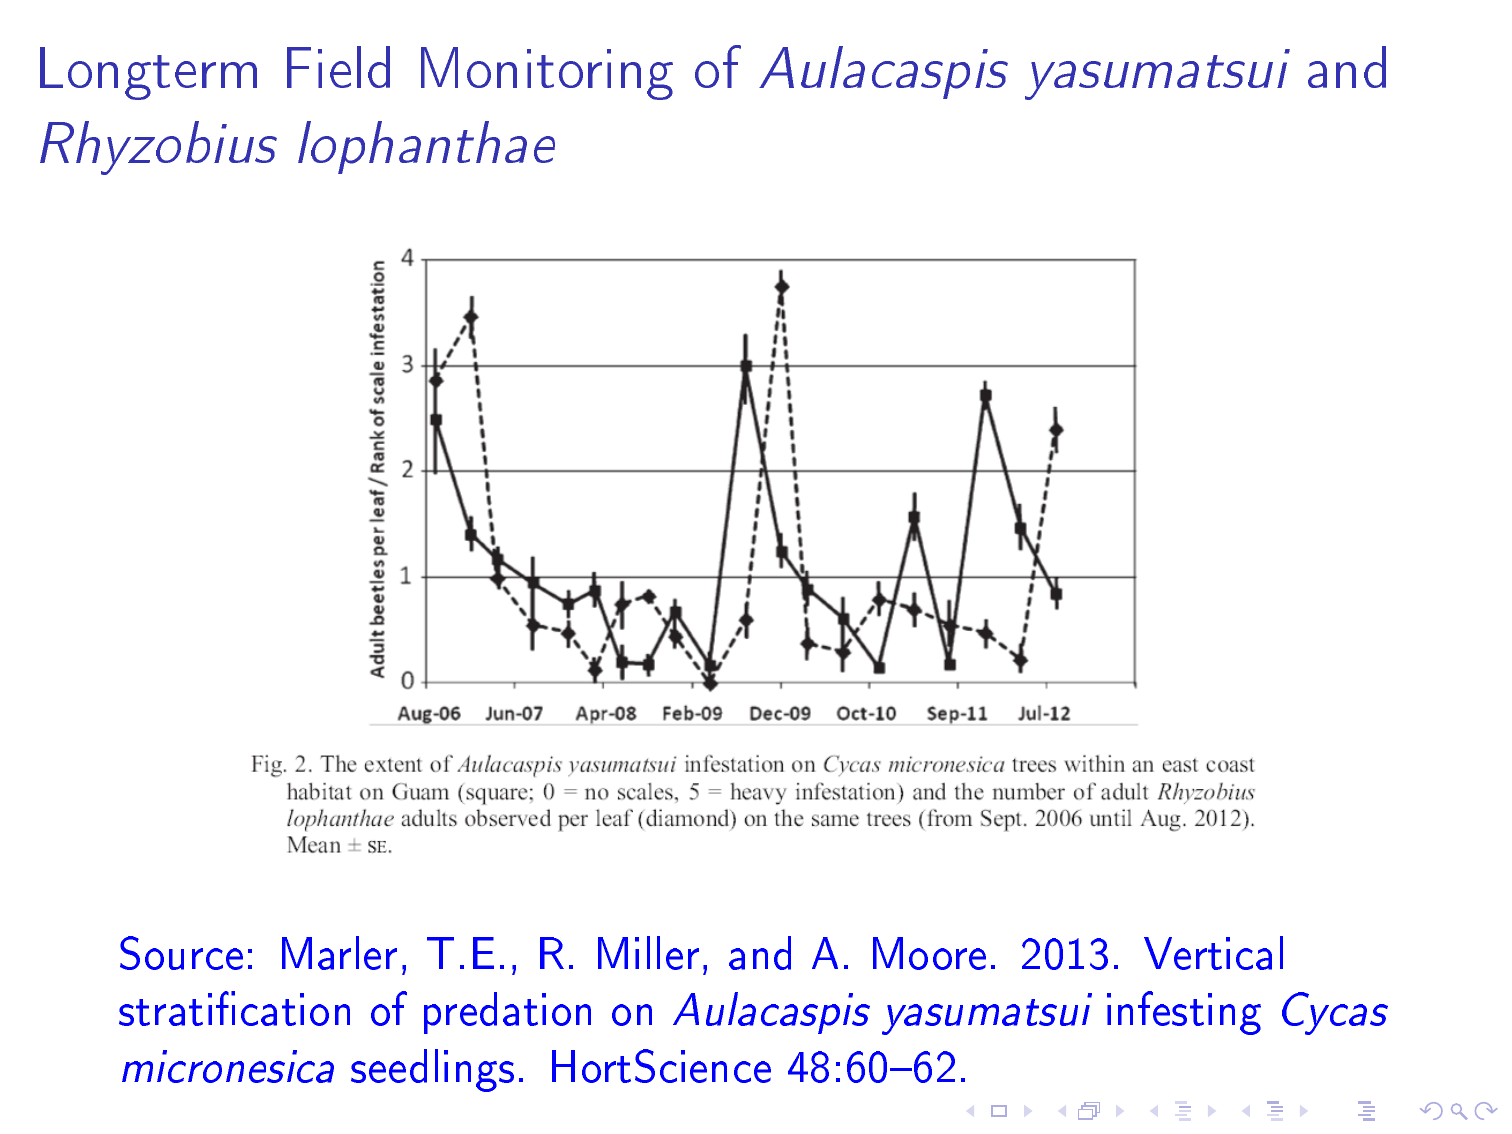 Longterm Field Monitoring of Aulacaspis yasumatsui and
Rhyzobius lophanthae
Adult beetles per leaf / Rank of scale infestation
4
3
2
1
0
Aug-06 Jun-07 Apr-08 Feb-09 Dec-09 Oct-10 Sep-11 Jul-12
Fig. 2. The extent of Aulacaspis yasumatsui infestation on Cycas micronesica trees within an east coast
habitat on Guam (square; 0 = no scales, 5 = heavy infestation) and the number of adult Rhyzobius
lophanthae adults observed per leaf (diamond) on the same trees (from Sept. 2006 until Aug. 2012).
Mean ± SE.
Source: Marler, T.E., R. Miller, and A. Moore. 2013. Vertical
stratification of predation on Aulacaspis yasumatsui infesting Cycas
micronesica seedlings. HortScience 48:60–62.